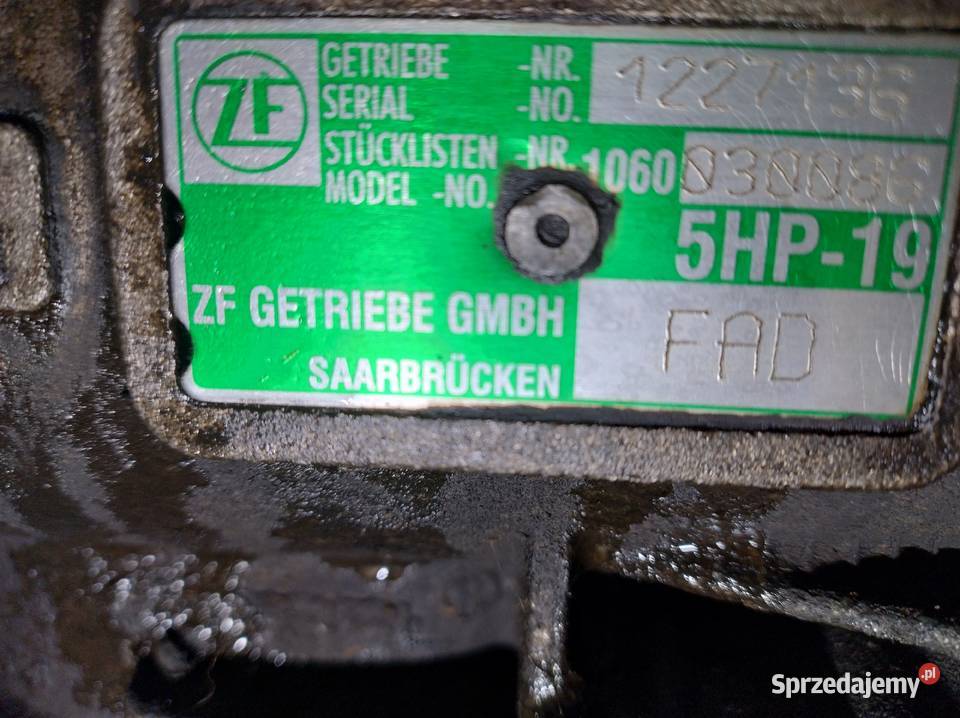 ZF
GETRIEBE -NR. 1227136
SERIAL -NO.
STÜCKLISTEN -NR. 1060 030086
MODEL -NO.
5HP-19
ZF GETRIEBE GMBH FAD
SAARBRÜCKEN
Sprzedajemy.pl